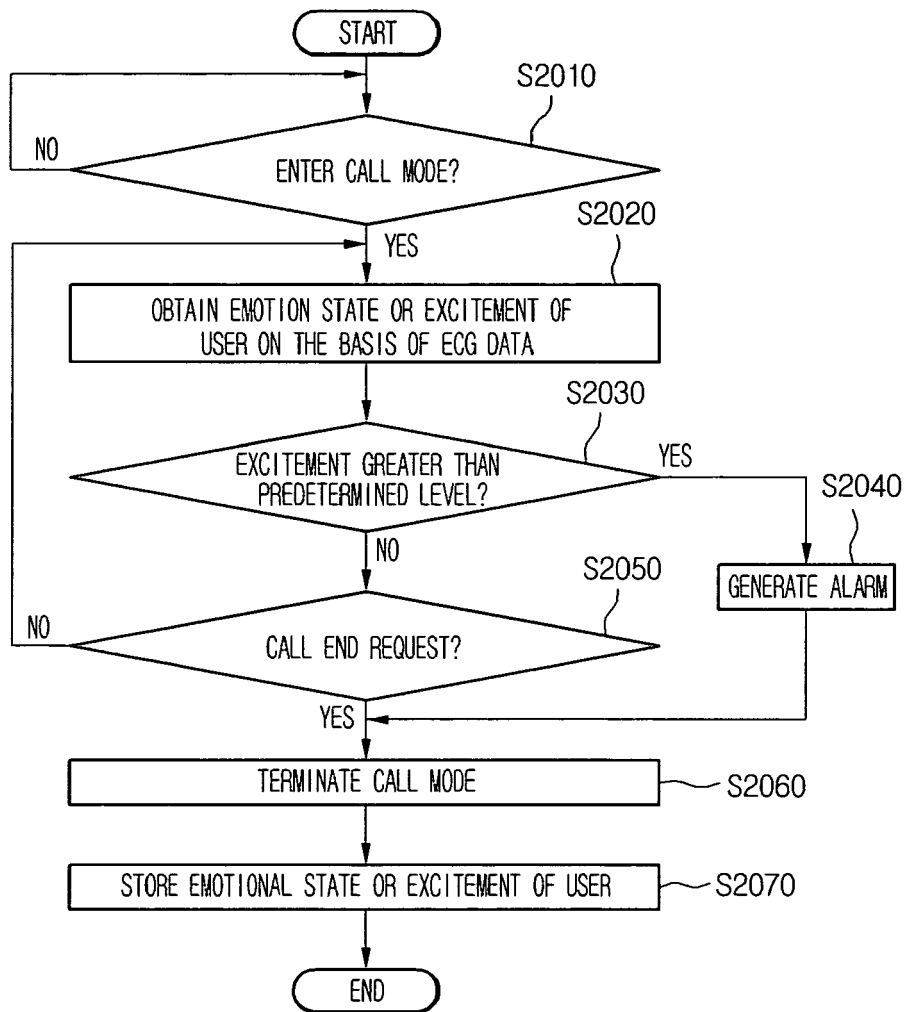 START
S2010
NO
ENTER CALL MODE?
YES
S2020
OBTAIN EMOTION STATE OR EXCITEMENT OF
USER ON THE BASIS OF ECG DATA
S2030
EXCITEMENT GREATER THAN
PREDETERMINED LEVEL?
YES
S2040
GENERATE ALARM
NO
S2050
NO
CALL END REQUEST?
YES
TERMINATE CALL MODE
S2060
STORE EMOTIONAL STATE OR EXCITEMENT OF USER
S2070
END